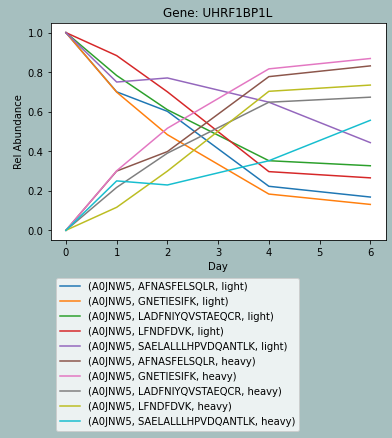 Gene: UHRF1BP1L
1.0
0.8
0.6
0.4
0.2
0.0
Rel Abundance
0 1 2 3 4 5 6
Day
(A0JNW5, AFNASFELSQLR, light)
(A0JNW5, GNETIESIFK, light)
(A0JNW5, LADFNIYQVSTAEQCR, light)
(A0JNW5, LFNDFDVK, light)
(A0JNW5, SAELALLLHPVDQANTLK, light)
(A0JNW5, AFNASFELSQLR, heavy)
(A0JNW5, GNETIESIFK, heavy)
(A0JNW5, LADFNIYQVSTAEQCR, heavy)
(A0JNW5, LFNDFDVK, heavy)
(A0JNW5, SAELALLLHPVDQANTLK, heavy)